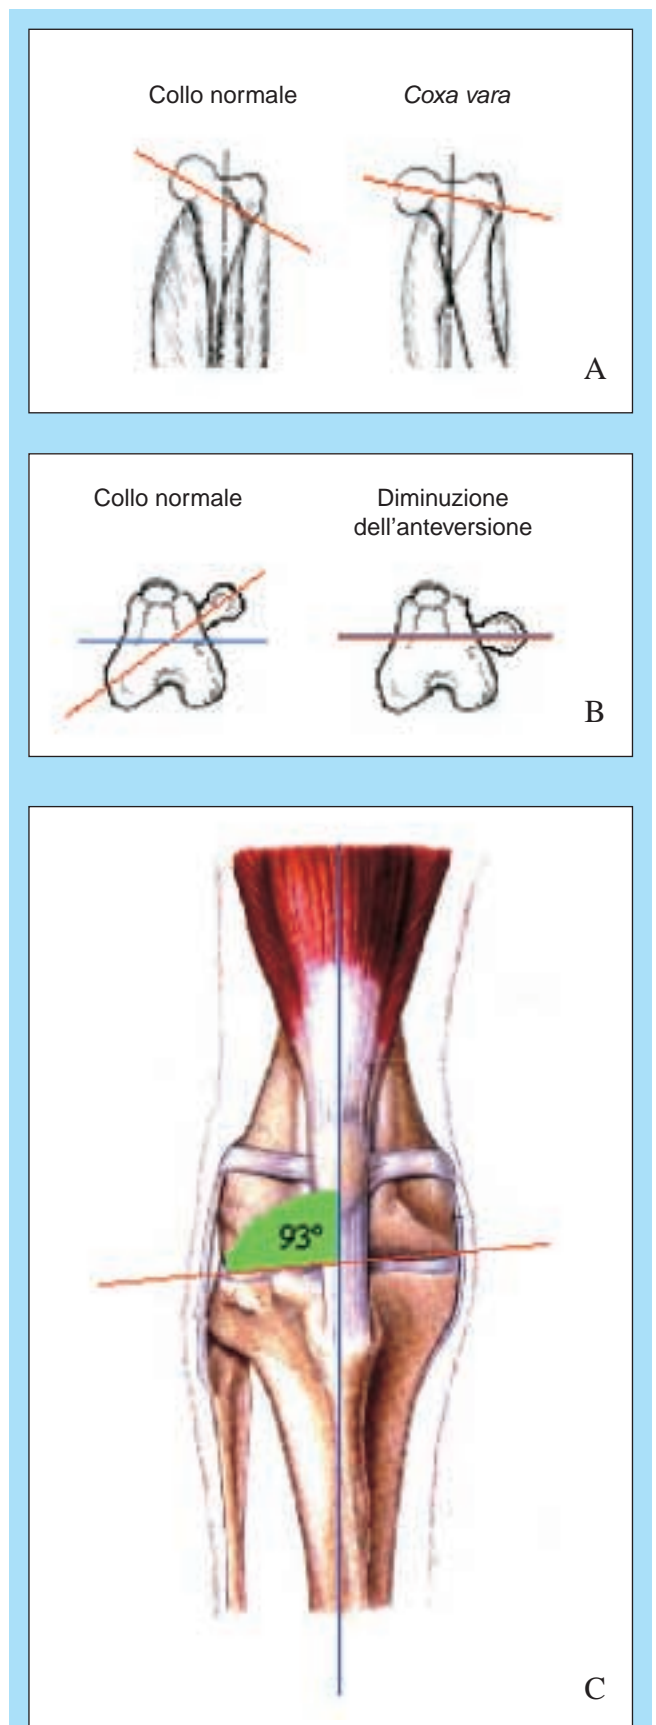 Collo normale
Coxa vara
A
Collo normale
Diminuzione
dell’anteversione
B
93°
C